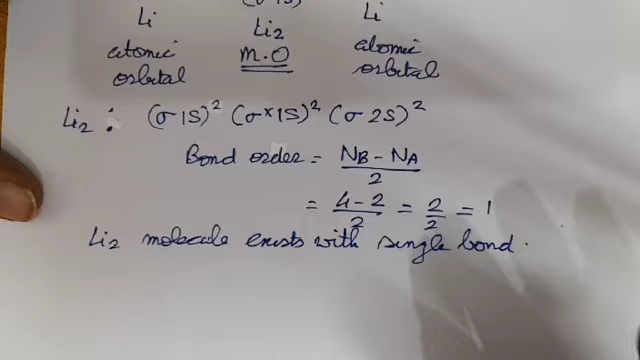 (σ1s)
Li Li₂ Li
atomic M.O atomic
orbital orbital
Li₂ : (σ1S)² (σ*1S)² (σ2S)²
Bond order = NB - NA / 2
= 4-2 / 2 = 2/2 = 1
Li₂ molecule exists with single bond.